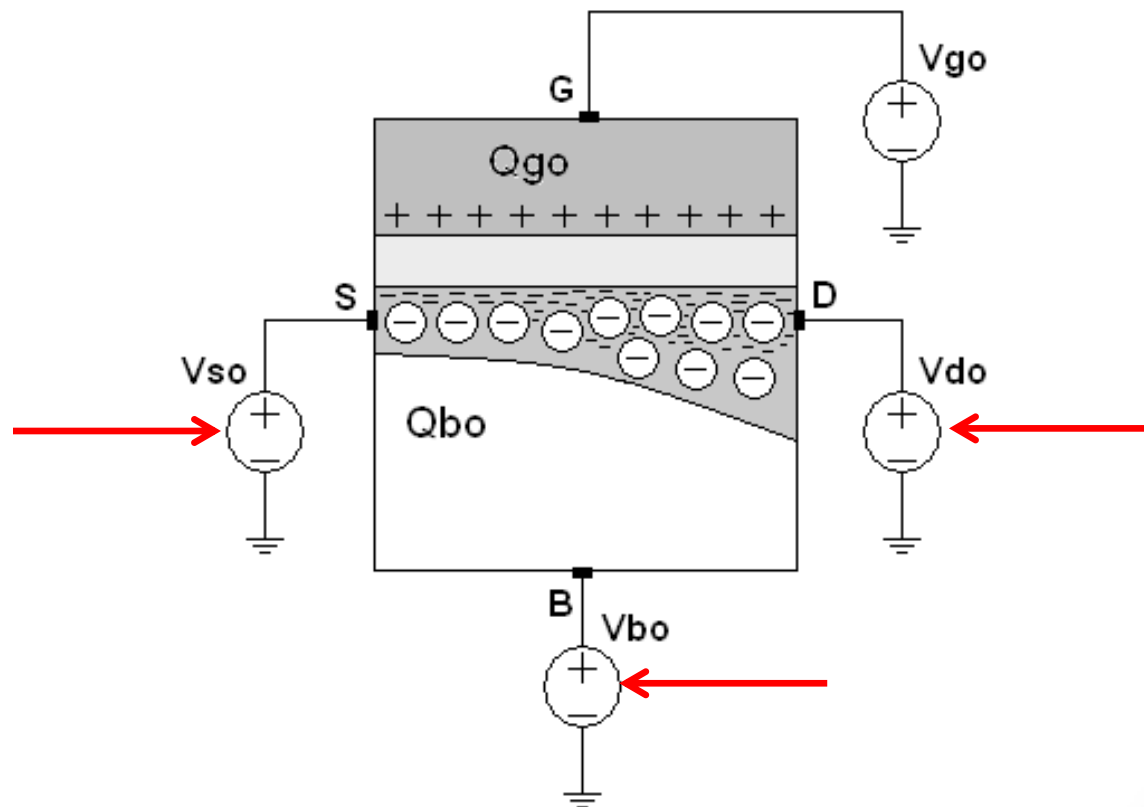 Vgo
G
Qgo
+ + + + + + + + + +
S
D
Vso
Vdo
Qbo
B
Vbo